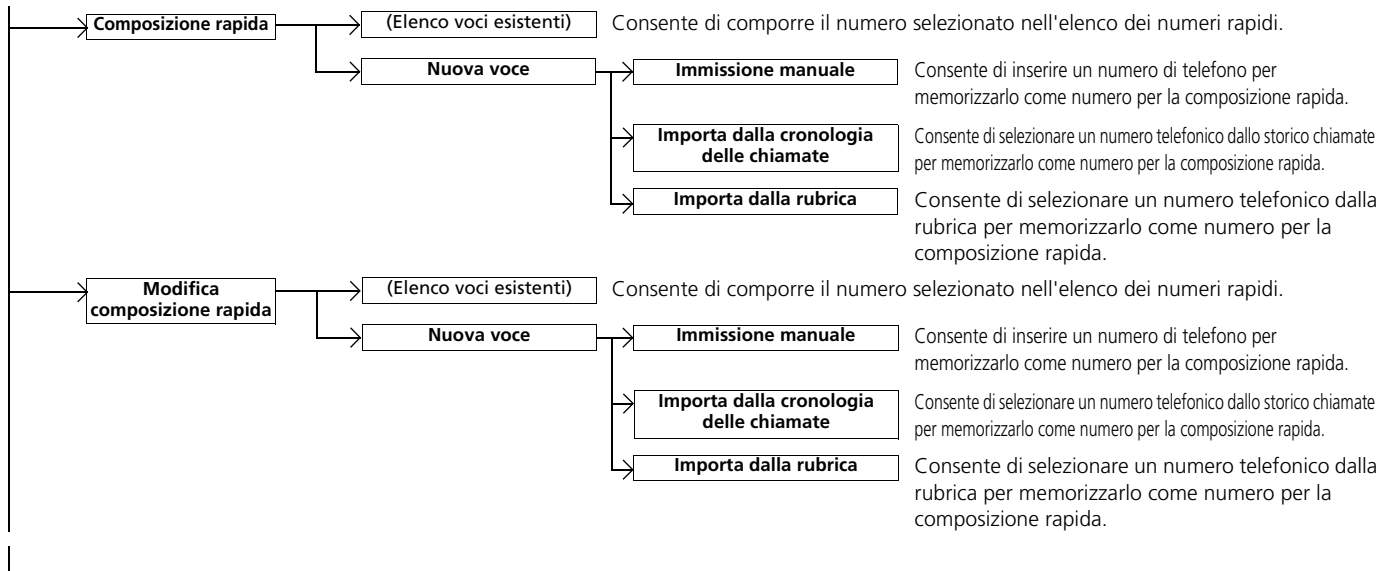 Composizione rapida
(Elenco voci esistenti)
Consente di comporre il numero selezionato nell'elenco dei numeri rapidi.
Nuova voce
Immissione manuale
Consente di inserire un numero di telefono per
memorizzarlo come numero per la composizione rapida.
Importa dalla cronologia
delle chiamate
Consente di selezionare un numero telefonico dallo storico chiamate
per memorizzarlo come numero per la composizione rapida.
Importa dalla rubrica
Consente di selezionare un numero telefonico dalla
rubrica per memorizzarlo come numero per la
composizione rapida.
Modifica
composizione rapida
(Elenco voci esistenti)
Consente di comporre il numero selezionato nell'elenco dei numeri rapidi.
Nuova voce
Immissione manuale
Consente di inserire un numero di telefono per
memorizzarlo come numero per la composizione rapida.
Importa dalla cronologia
delle chiamate
Consente di selezionare un numero telefonico dallo storico chiamate
per memorizzarlo come numero per la composizione rapida.
Importa dalla rubrica
Consente di selezionare un numero telefonico dalla
rubrica per memorizzarlo come numero per la
composizione rapida.